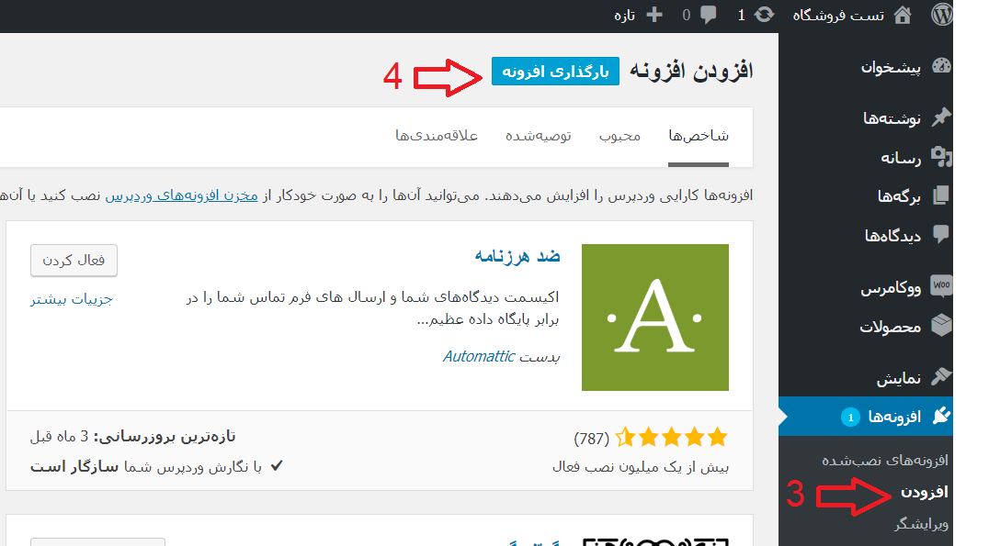 تست فروشگاه 1 0 تازه
پیشخوان
نوشته‌ها
رسانه
برگه‌ها
دیدگاه‌ها
Woo ووکامرس
محصولات
نمایش
افزونه‌ها 1
افزونه‌های نصب‌شده
افزودن
3
ویرایشگر
افزودن افزونه بارگذاری افزونه
4
شاخص‌ها محبوب توصیه‌شده علاقه‌مندی‌ها
افزونه‌ها کارایی وردپرس را افزایش می‌دهند. می‌توانید آن‌ها را به صورت خودکار از مخزن افزونه‌های وردپرس نصب کنید یا آن‌ها
A
ضد هرزنامه
فعال کردن
جزییات بیشتر
اکیسمت دیدگاه‌های شما و ارسال های فرم تماس شما را در
برابر پایگاه داده عظیم...
بدست Automattic
(787)
تازه‌ترین بروزرسانی: 3 ماه قبل
بیش از یک میلیون نصب فعال
با نگارش وردپرس شما سازگار است